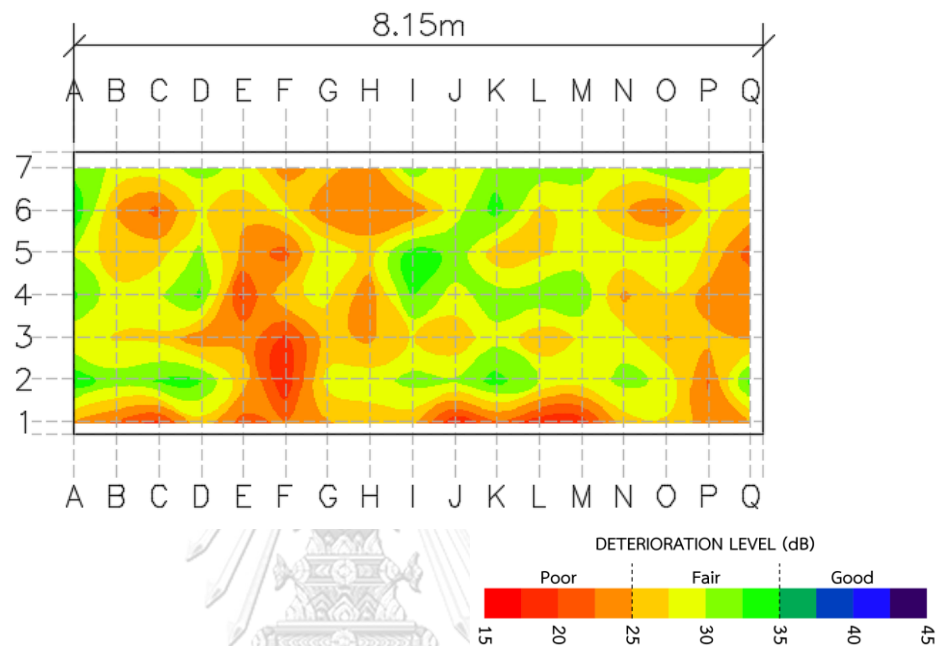 8.15m
A B C D E F G H I J K L M N O P Q
7
6
5
4
3
2
1
A B C D E F G H I J K L M N O P Q
DETERIORATION LEVEL (dB)
Poor Fair Good
15 20 25 30 35 40 45